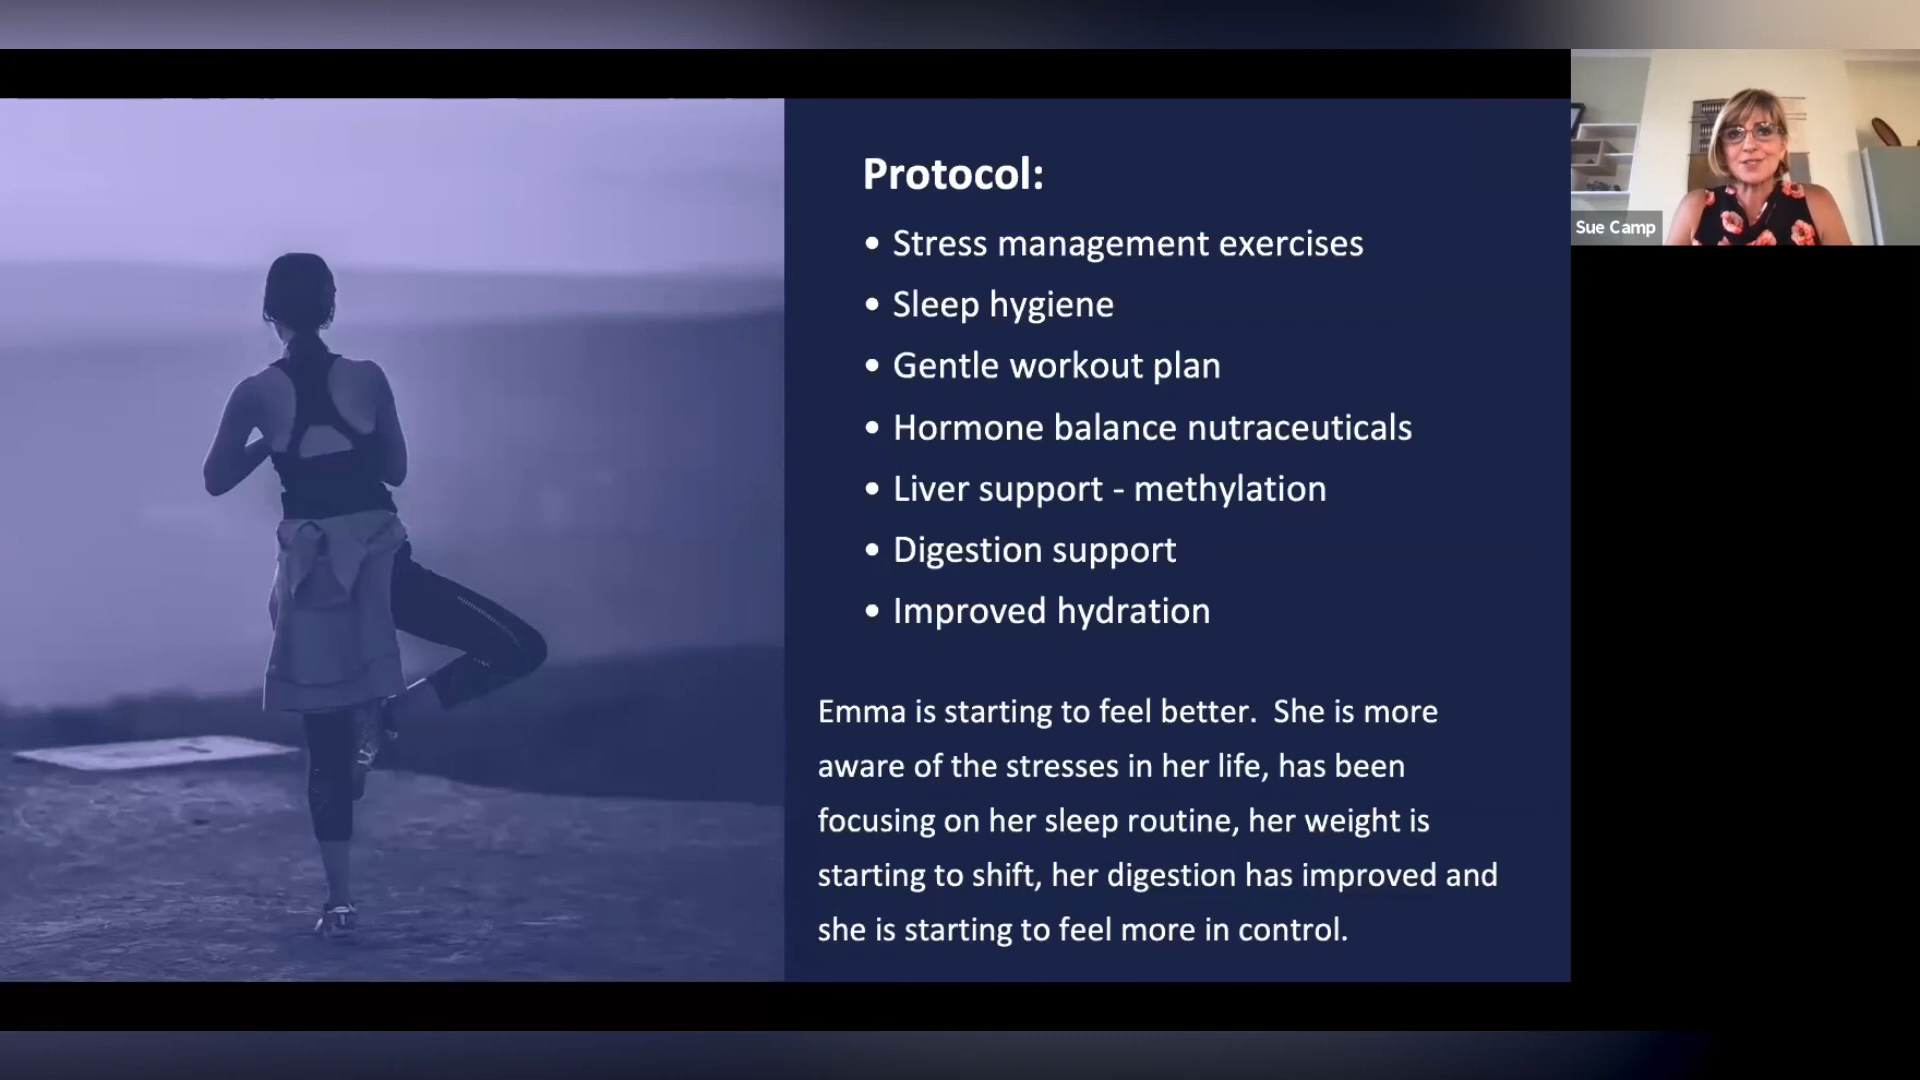 Protocol:
• Stress management exercises
• Sleep hygiene
• Gentle workout plan
• Hormone balance nutraceuticals
• Liver support - methylation
• Digestion support
• Improved hydration
Emma is starting to feel better.  She is more
aware of the stresses in her life, has been
focusing on her sleep routine, her weight is
starting to shift, her digestion has improved and
she is starting to feel more in control.
Sue Camp